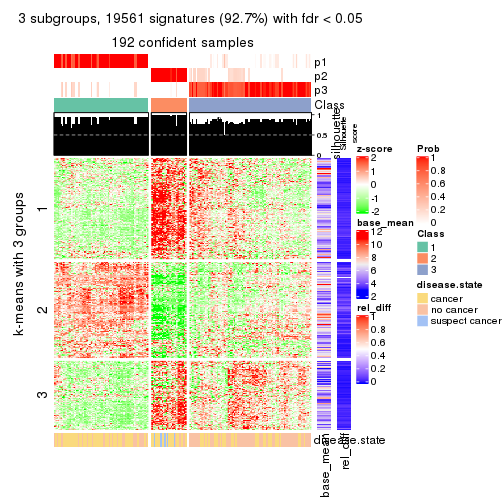 3 subgroups, 19561 signatures (92.7%) with fdr < 0.05
192 confident samples
p1
p2
p3
Class
1
0.5
0
silhouette
Silhouette
score
k-means with 3 groups
1
2
3
disease.state
base_mean
rel_diff
z-score
2
1
0
-1
-2
base_mean
12
10
8
6
4
2
rel_diff
1
0.8
0.6
0.4
0.2
0
Prob
1
0.8
0.6
0.4
0.2
0
Class
1
2
3
disease.state
cancer
no cancer
suspect cancer